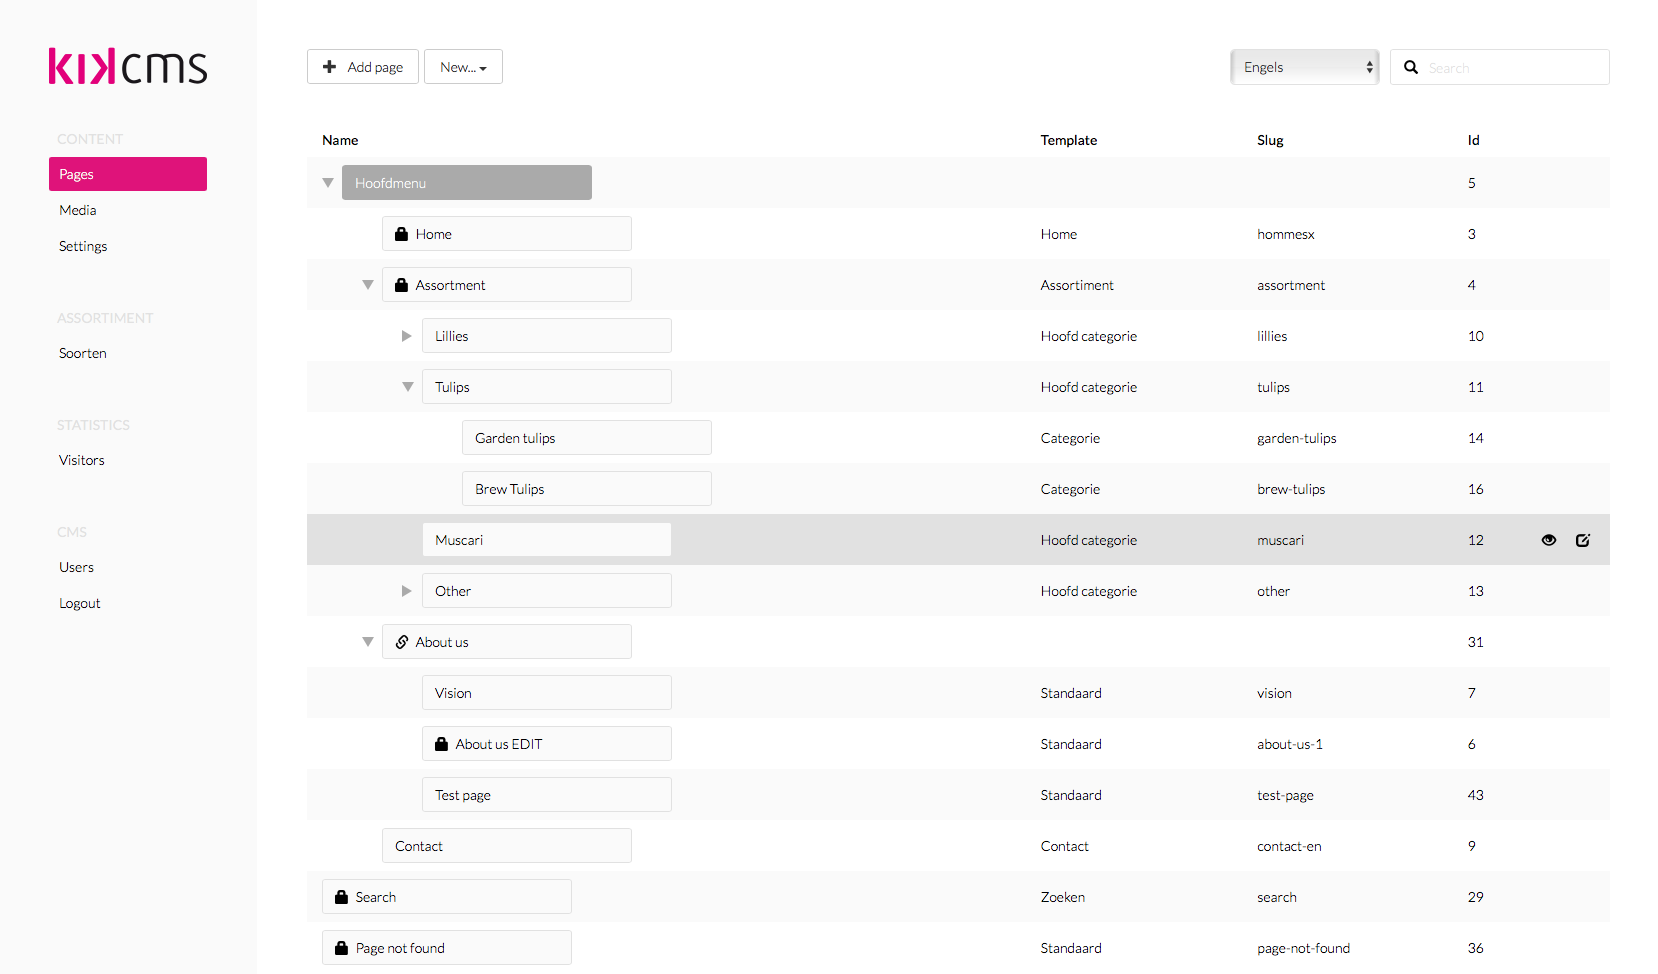 kikcms
CONTENT
Pages
Media
Settings
ASSORTIMENT
Soorten
STATISTICS
Visitors
CMS
Users
Logout
Add page New... Engels Search
Name Template Slug Id
Hoofdmenu 5
Home Home hommesx 3
Assortment Assortiment assortment 4
Lillies Hoofd categorie lillies 10
Tulips Hoofd categorie tulips 11
Garden tulips Categorie garden-tulips 14
Brew Tulips Categorie brew-tulips 16
Muscari Hoofd categorie muscari 12
Other Hoofd categorie other 13
About us 31
Vision Standaard vision 7
About us EDIT Standaard about-us-1 6
Test page Standaard test-page 43
Contact Contact contact-en 9
Search Zoeken search 29
Page not found Standaard page-not-found 36